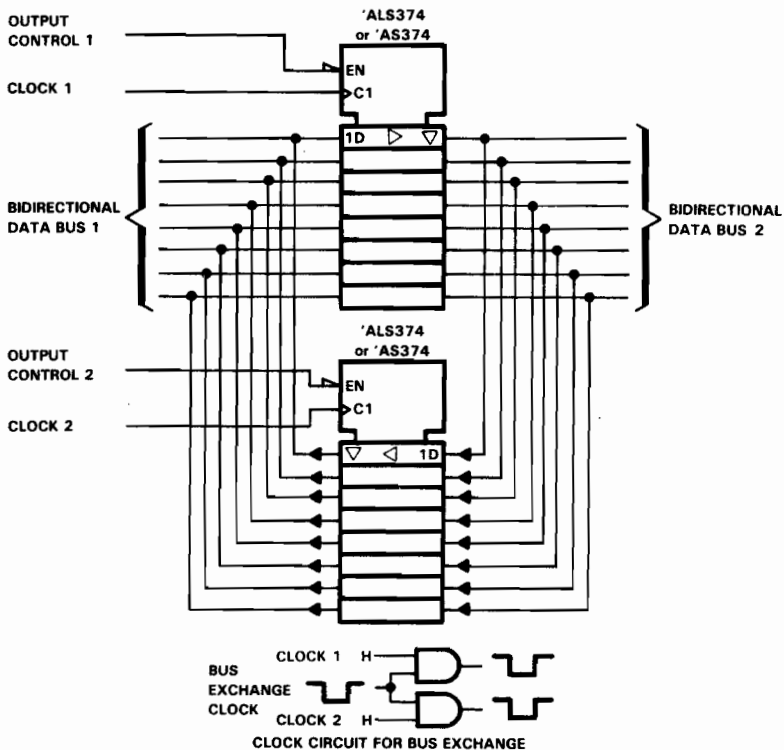 'ALS374
or 'AS374
OUTPUT
CONTROL 1
EN
CLOCK 1
C1
1D
BIDIRECTIONAL
DATA BUS 1
BIDIRECTIONAL
DATA BUS 2
'ALS374
or 'AS374
OUTPUT
CONTROL 2
EN
C1
CLOCK 2
1D
CLOCK 1 H
BUS
EXCHANGE
CLOCK
CLOCK 2 H
CLOCK CIRCUIT FOR BUS EXCHANGE